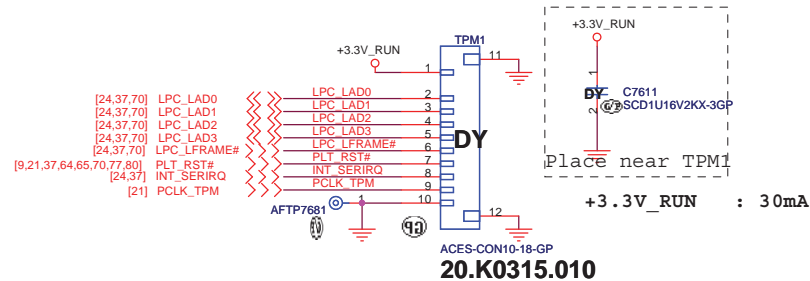 +3.3V_RUN
TPM1
+3.3V_RUN
11
1
1
[24,37,70] LPC_LAD0 LPC_LAD0 2
[24,37,70] LPC_LAD1 LPC_LAD1 3
[24,37,70] LPC_LAD2 LPC_LAD2 4
[24,37,70] LPC_LAD3 LPC_LAD3 5
[24,37,70] LPC_LFRAME# LPC_LFRAME# 6
[9,21,37,64,65,70,77,80] PLT_RST# PLT_RST# 7
[24,37] INT_SERIRQ INT_SERIRQ 8
[21] PCLK_TPM PCLK_TPM 9
AFTP7681 1 10
12
DY
DY
C7611
SCD1U16V2KX-3GP
2
Place near TPM1
+3.3V_RUN : 30mA
ACES-CON10-18-GP
20.K0315.010